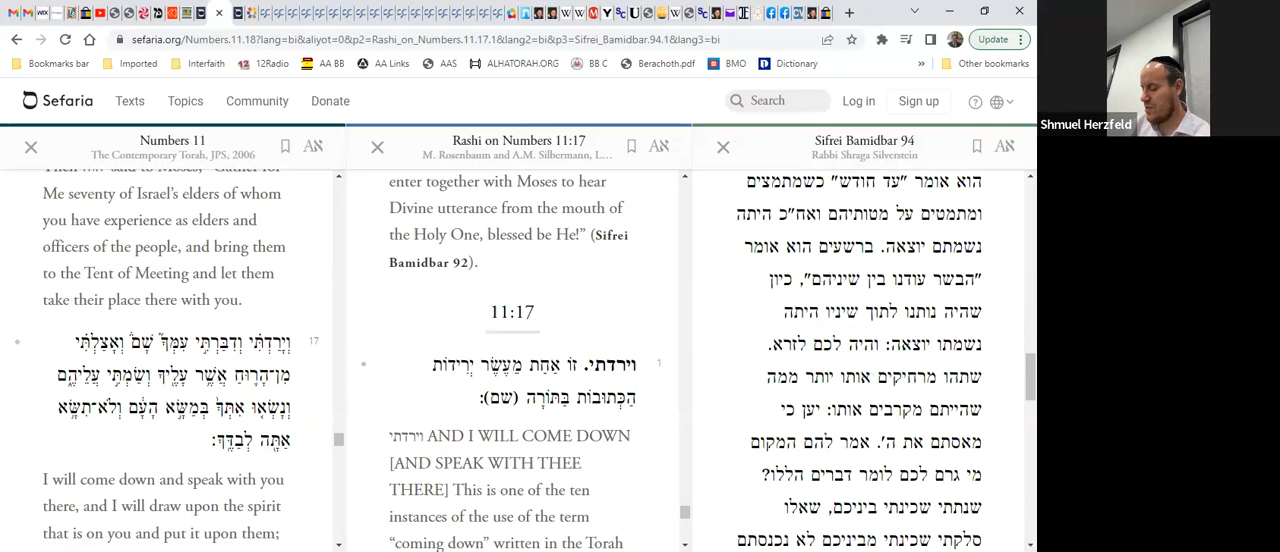 WIX
sefaria.org/Numbers.11.18?lang=bi&aliyot=0&p2=Rashi_on_Numbers.11.17.1&lang2=bi&p3=Sifrei_Bamidbar.94.1&lang3=bi
Update
Bookmarks bar
Imported
Interfaith
12Radio
AA BB
AA Links
AAS
ALHATORAH.ORG
BB C
Berachoth.pdf
BMO
Dictionary
»
Other bookmarks
Sefaria
Texts
Topics
Community
Donate
Search
Log in
Sign up
Shmuel Herzfeld
Numbers 11
The Contemporary Torah, JPS, 2006
Me seventy of Israel's elders of whom
you have experience as elders and
officers of the people, and bring them
to the Tent of Meeting and let them
take their place there with you.
17
וְיָרַדְתִּ֗י וְדִבַּרְתִּ֣י עִמְּךָ֮ שָׁם֒ וְאָצַלְתִּ֗י
מִן־הָר֛וּחַ אֲשֶׁ֥ר עָלֶ֖יךָ וְשַׂמְתִּ֣י עֲלֵיהֶ֑ם
וְנָשְׂא֤וּ אִתְּךָ֙ בְּמַשָּׂ֣א הָעָ֔ם וְלֹא־תִשָּׂ֥א
אַתָּ֖ה לְבַדֶּֽךָ׃
I will come down and speak with you
there, and I will draw upon the spirit
that is on you and put it upon them;
Rashi on Numbers 11:17
M. Rosenbaum and A.M. Silbermann, L...
enter together with Moses to hear
Divine utterance from the mouth of
the Holy One, blessed be He!" (Sifrei
Bamidbar 92).
11:17
1
וירדתי. זוֹ אַחַת מֵעֶשֶׂר יְרִידוֹת
הַכְּתוּבוֹת בַּתּוֹרָה (שם):
וירדתי AND I WILL COME DOWN
[AND SPEAK WITH THEE
THERE] This is one of the ten
instances of the use of the term
"coming down" written in the Torah
Sifrei Bamidbar 94
Rabbi Shraga Silverstein
הוא אומר "עד חודש" כשמתמצים
ומתמטים על מטותיהם ואח"כ היתה
נשמתם יוצאה. ברשעים הוא אומר
"הבשר עודנו בין שיניהם", כיון
שהיה נותנו לתוך שיניו היתה
נשמתו יוצאה: והיה לכם לזרא.
שתהו מרחיקים אותו יותר ממה
שהייתם מקרבים אותו: יען כי
מאסתם את ה'. אמר להם המקום
מי גרם לכם לומר דברים הללו?
שנתתי שכינתי ביניכם, שאלו
סלקתי שכינתי מביניכם לא נכנסתם